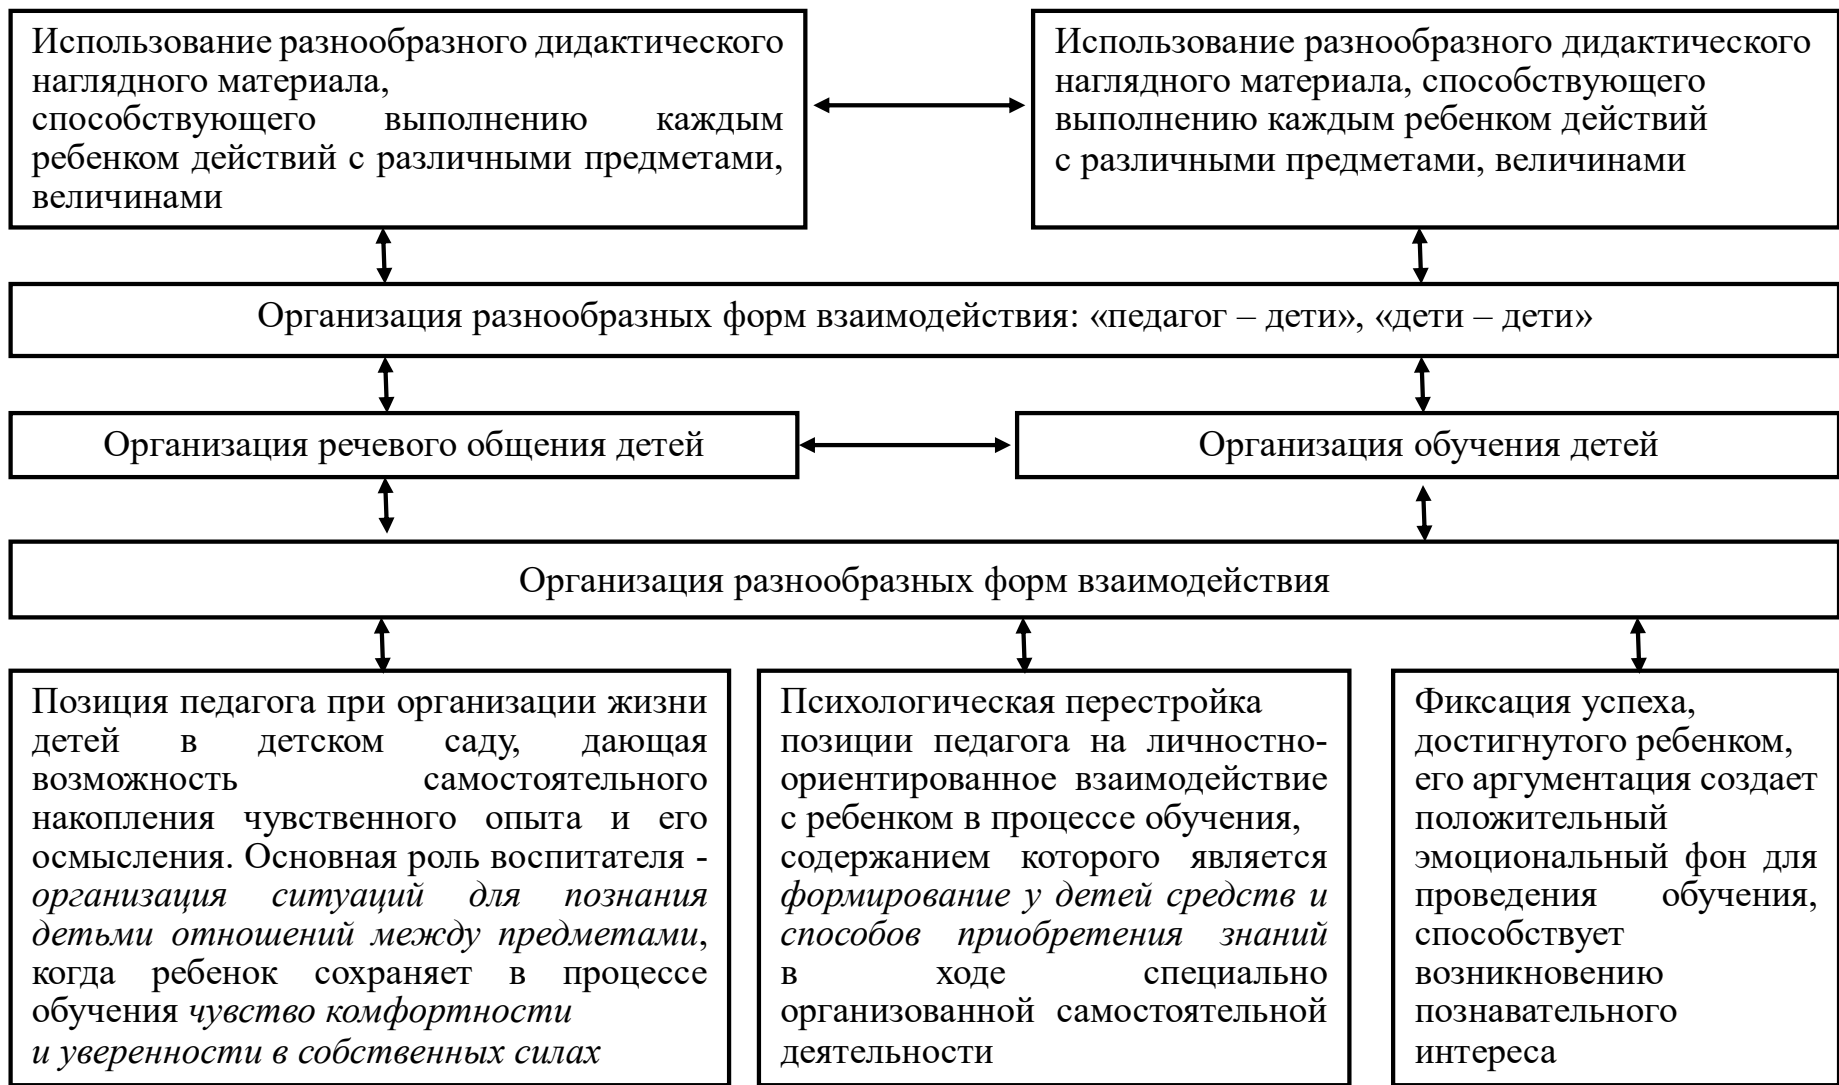 Использование разнообразного дидактического
наглядного материала,
способствующего выполнению каждым
ребенком действий с различными предметами,
величинами
Использование разнообразного дидактического
наглядного материала, способствующего
выполнению каждым ребенком действий
с различными предметами, величинами
Организация разнообразных форм взаимодействия: «педагог – дети», «дети – дети»
Организация речевого общения детей
Организация обучения детей
Организация разнообразных форм взаимодействия
Позиция педагога при организации жизни
детей в детском саду, дающая
возможность самостоятельного
накопления чувственного опыта и его
осмысления. Основная роль воспитателя -
организация ситуаций для познания
детьми отношений между предметами,
когда ребенок сохраняет в процессе
обучения чувство комфортности
и уверенности в собственных силах
Психологическая перестройка
позиции педагога на личностно-
ориентированное взаимодействие
с ребенком в процессе обучения,
содержанием которого является
формирование у детей средств и
способов приобретения знаний
в ходе специально
организованной самостоятельной
деятельности
Фиксация успеха,
достигнутого ребенком,
его аргументация создает
положительный
эмоциональный фон для
проведения обучения,
способствует
возникновению
познавательного
интереса